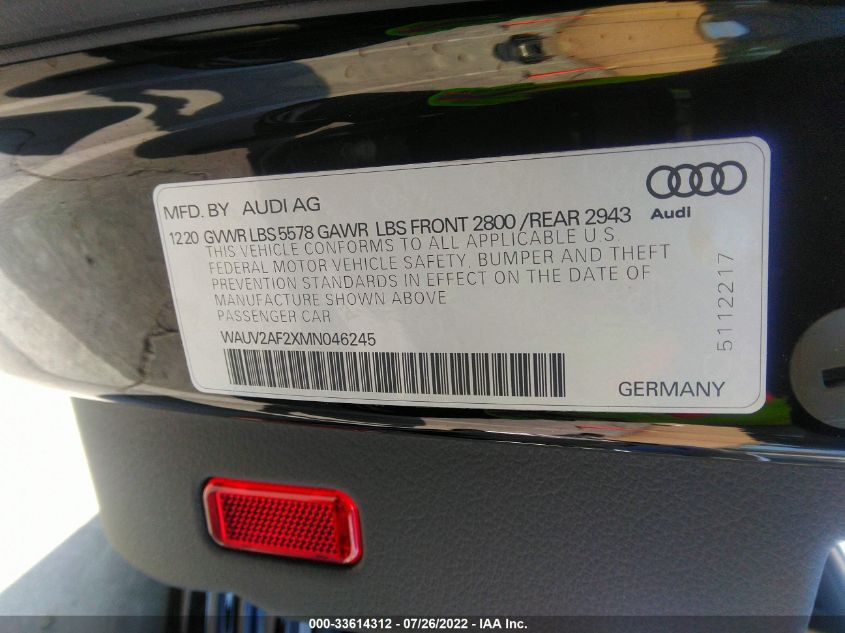 MFD. BY AUDI AG
Audi
12 20 GVWR LBS 5578 GAWR LBS FRONT 2800 /REAR 2943
THIS VEHICLE CONFORMS TO ALL APPLICABLE U.S.
FEDERAL MOTOR VEHICLE SAFETY, BUMPER AND THEFT
PREVENTION STANDARDS IN EFFECT ON THE DATE OF
MANUFACTURE SHOWN ABOVE
PASSENGER CAR
WAUV2AF2XMN046245
5112217
GERMANY
000-33614312 - 07/26/2022 - IAA Inc.